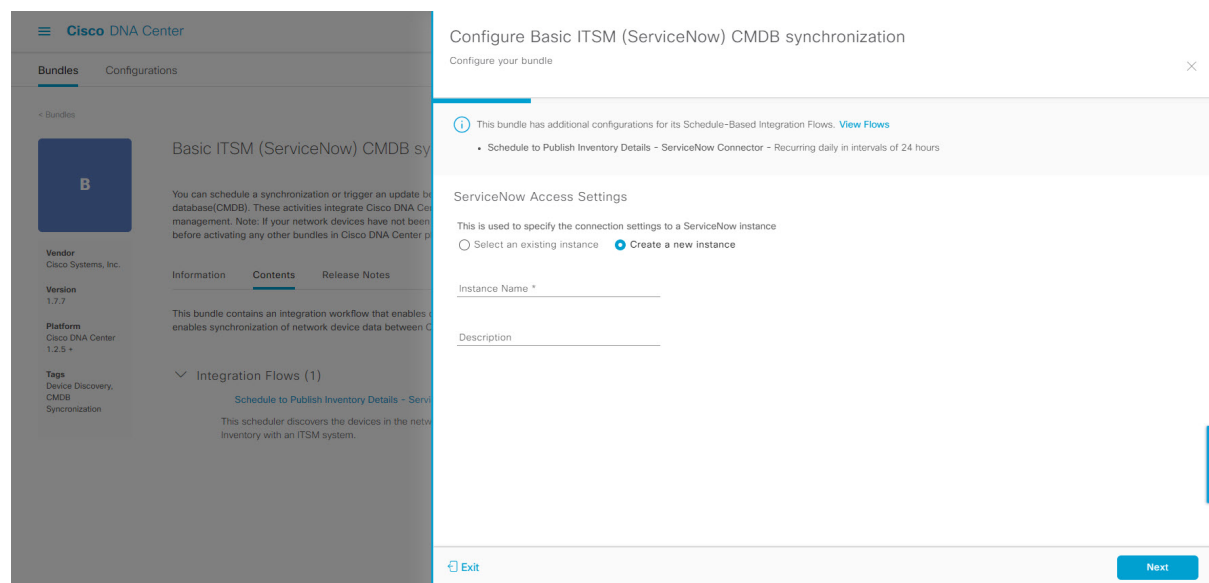 Cisco DNA Center
Bundles Configurations
< Bundles
B
Vendor
Cisco Systems, Inc.
Version
1.7.7
Platform
Cisco DNA Center
1.2.5 +
Tags
Device Discovery,
CMDB
Syncronization
Basic ITSM (ServiceNow) CMDB sy
You can schedule a synchronization or trigger an update be
database(CMDB). These activities integrate Cisco DNA Cen
management. Note: If your network devices have not been
before activating any other bundles in Cisco DNA Center p
Information Contents Release Notes
This bundle contains an integration workflow that enables
enables synchronization of network device data between C
Integration Flows (1)
Schedule to Publish Inventory Details - Servi
This scheduler discovers the devices in the netw
Inventory with an ITSM system.
Configure Basic ITSM (ServiceNow) CMDB synchronization
Configure your bundle
This bundle has additional configurations for its Schedule-Based Integration Flows. View Flows
• Schedule to Publish Inventory Details - ServiceNow Connector - Recurring daily in intervals of 24 hours
ServiceNow Access Settings
This is used to specify the connection settings to a ServiceNow instance
Select an existing instance Create a new instance
Instance Name *
Description
Exit
Next